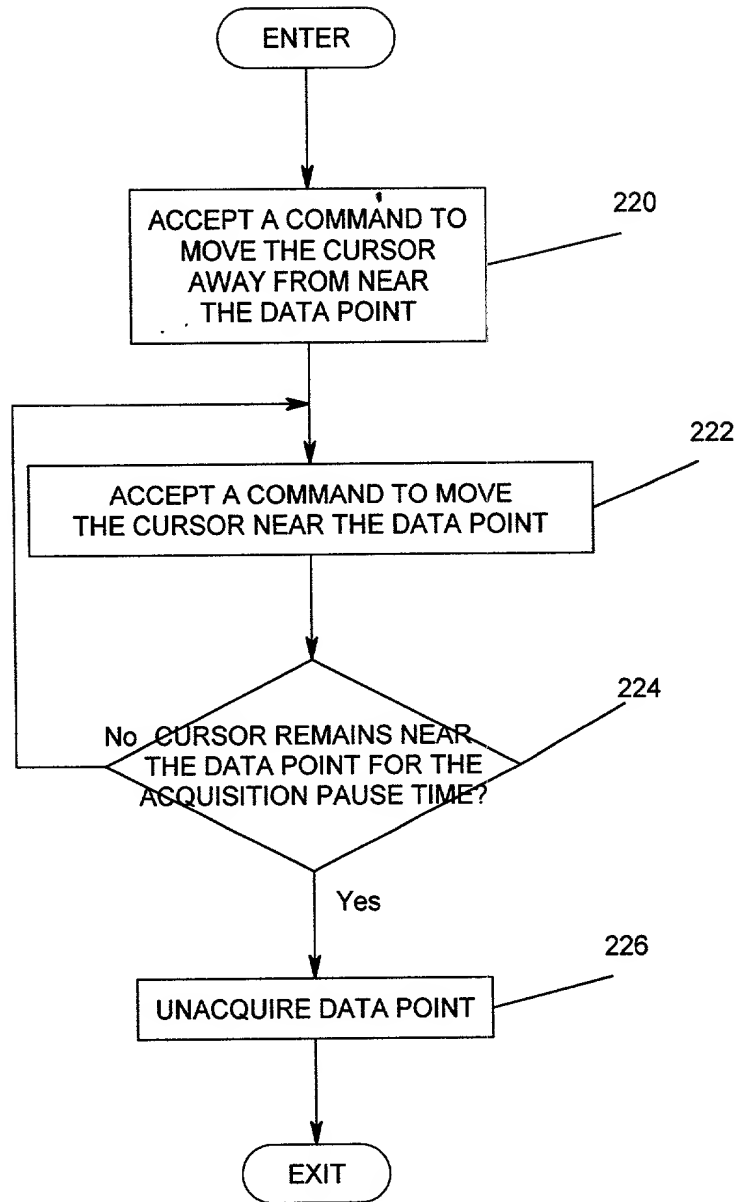 ENTER
ACCEPT A COMMAND TO
MOVE THE CURSOR
AWAY FROM NEAR
THE DATA POINT
220
222
ACCEPT A COMMAND TO MOVE
THE CURSOR NEAR THE DATA POINT
224
No CURSOR REMAINS NEAR
THE DATA POINT FOR THE
ACQUISITION PAUSE TIME?
Yes
226
UNACQUIRE DATA POINT
EXIT